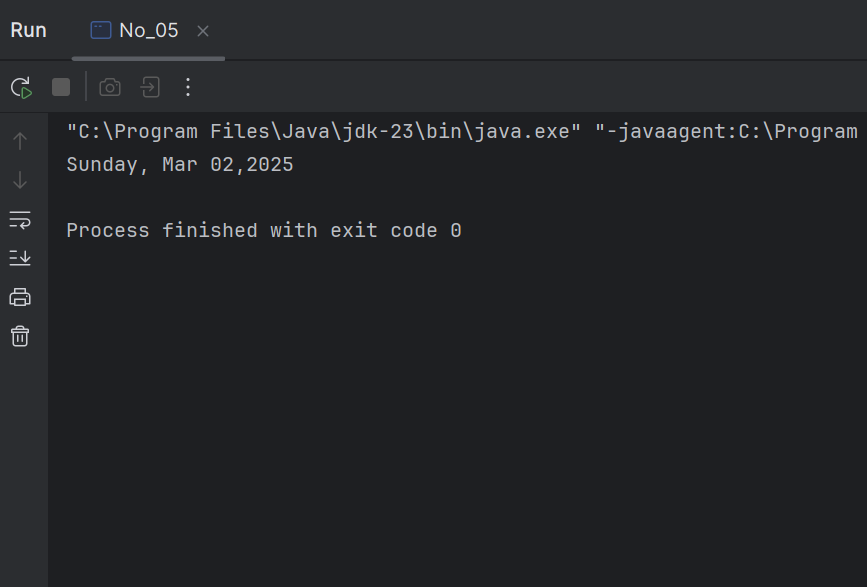 Run No_05
"C:\Program Files\Java\jdk-23\bin\java.exe" "-javaagent:C:\Program
Sunday, Mar 02,2025
Process finished with exit code 0